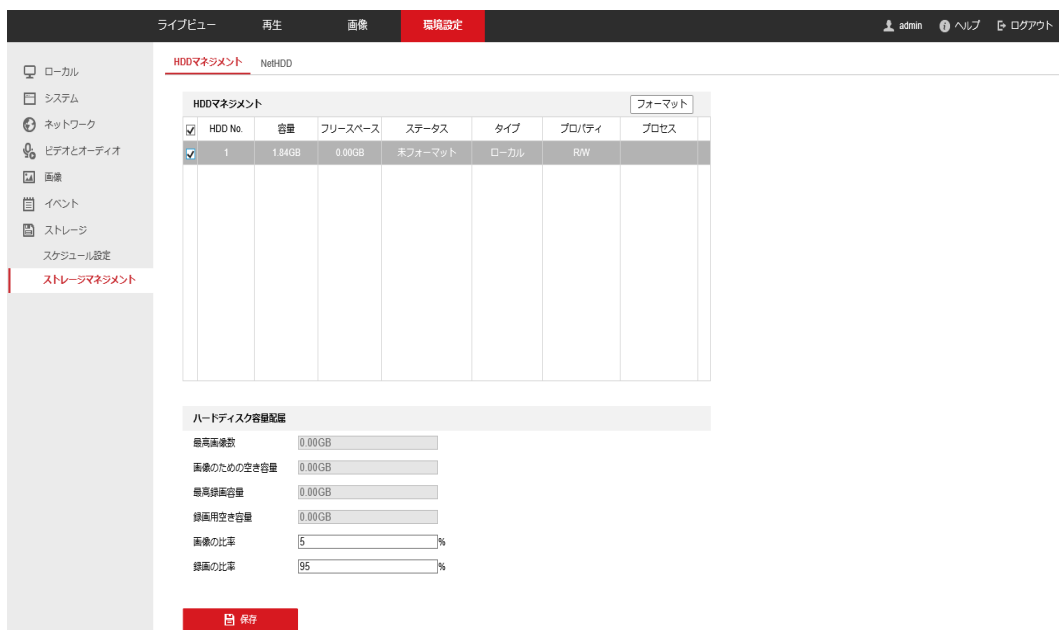 ライブビュー 再生 画像 環境設定 admin ヘルプ ログアウト
HDDマネジメント NetHDD
ローカル
システム
ネットワーク
ビデオとオーディオ
画像
イベント
ストレージ
スケジュール設定
ストレージマネジメント
HDDマネジメント フォーマット
HDD No. 容量 フリースペース ステータス タイプ プロパティ プロセス
1 1.84GB 0.00GB 未フォーマット ローカル R/W
ハードディスク容量配属
最高画像数 0.00GB
画像のための空き容量 0.00GB
最高録画容量 0.00GB
録画用空き容量 0.00GB
画像の比率 5 %
録画の比率 95 %
保存